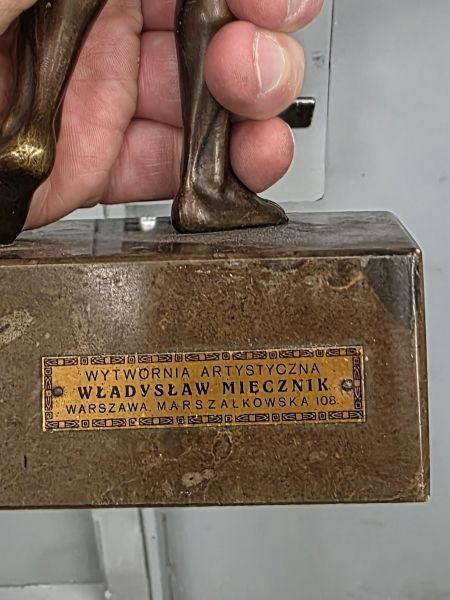 WYTWÓRNIA ARTYSTYCZNA
WŁADYSŁAW MIECZNIK
WARSZAWA, MARSZAŁKOWSKA 108.